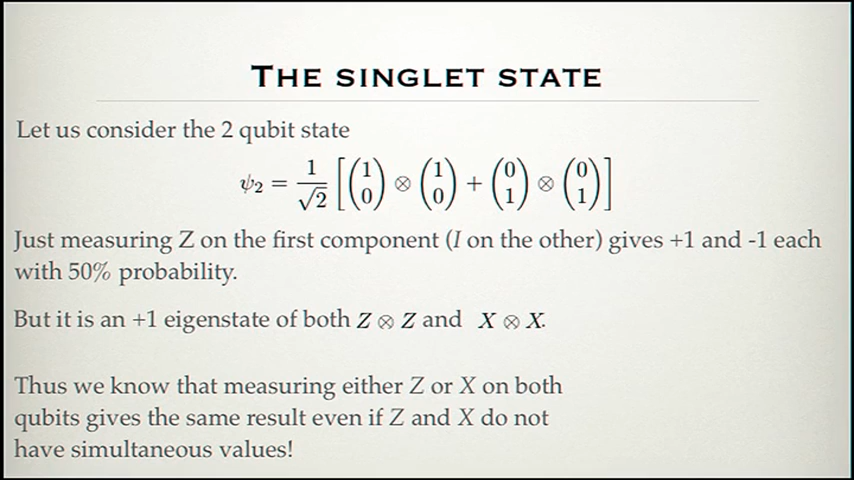 THE SINGLET STATE
Let us consider the 2 qubit state
ψ₂ = 1/√2 [(1 0) ⊗ (1 0) + (0 1) ⊗ (0 1)]
Just measuring Z on the first component (I on the other) gives +1 and -1 each
with 50% probability.
But it is an +1 eigenstate of both Z ⊗ Z and X ⊗ X.
Thus we know that measuring either Z or X on both
qubits gives the same result even if Z and X do not
have simultaneous values!